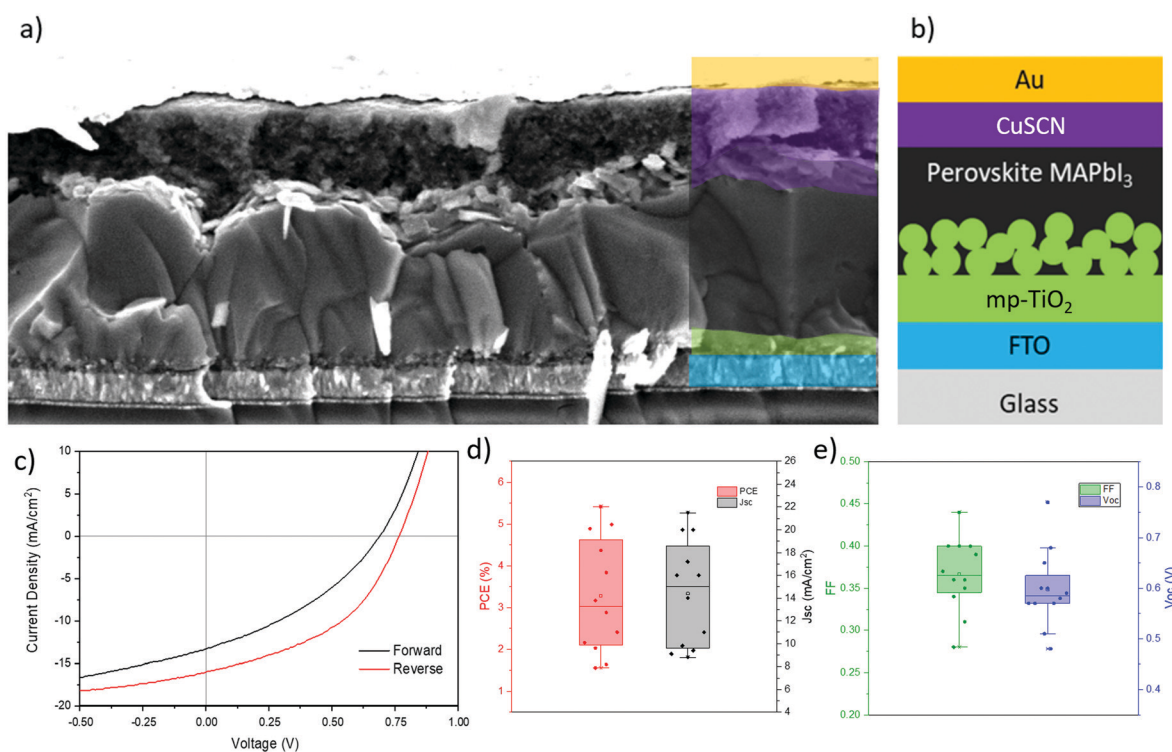 a)
b)
Au
CuSCN
Perovskite MAPbI₃
mp-TiO₂
FTO
Glass
c)
Current Density (mA/cm²)
10
5
0
-5
-10
-15
-20
-0.50
-0.25
0.00
0.25
0.50
0.75
1.00
Voltage (V)
Forward
Reverse
d)
PCE (%)
6
5
4
3
2
1
PCE
Jsc
26
24
22
20
18
16
14
12
10
8
6
4
Jsc (mA/cm²)
e)
FF
0.50
0.45
0.40
0.35
0.30
0.25
0.20
FF
Voc
0.8
0.7
0.6
0.5
0.4
Voc (V)